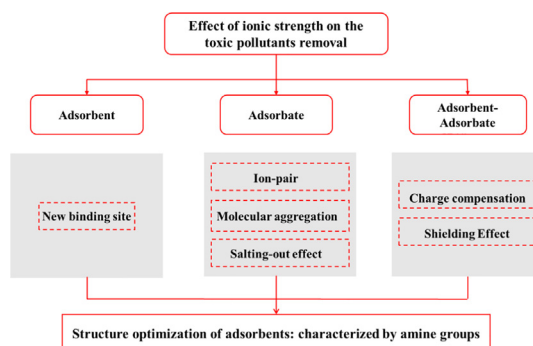 Effect of ionic strength on the
toxic pollutants removal
Adsorbent
Adsorbate
Adsorbent-
Adsorbate
New binding site
Ion-pair
Molecular aggregation
Salting-out effect
Charge compensation
Shielding Effect
Structure optimization of adsorbents: characterized by amine groups